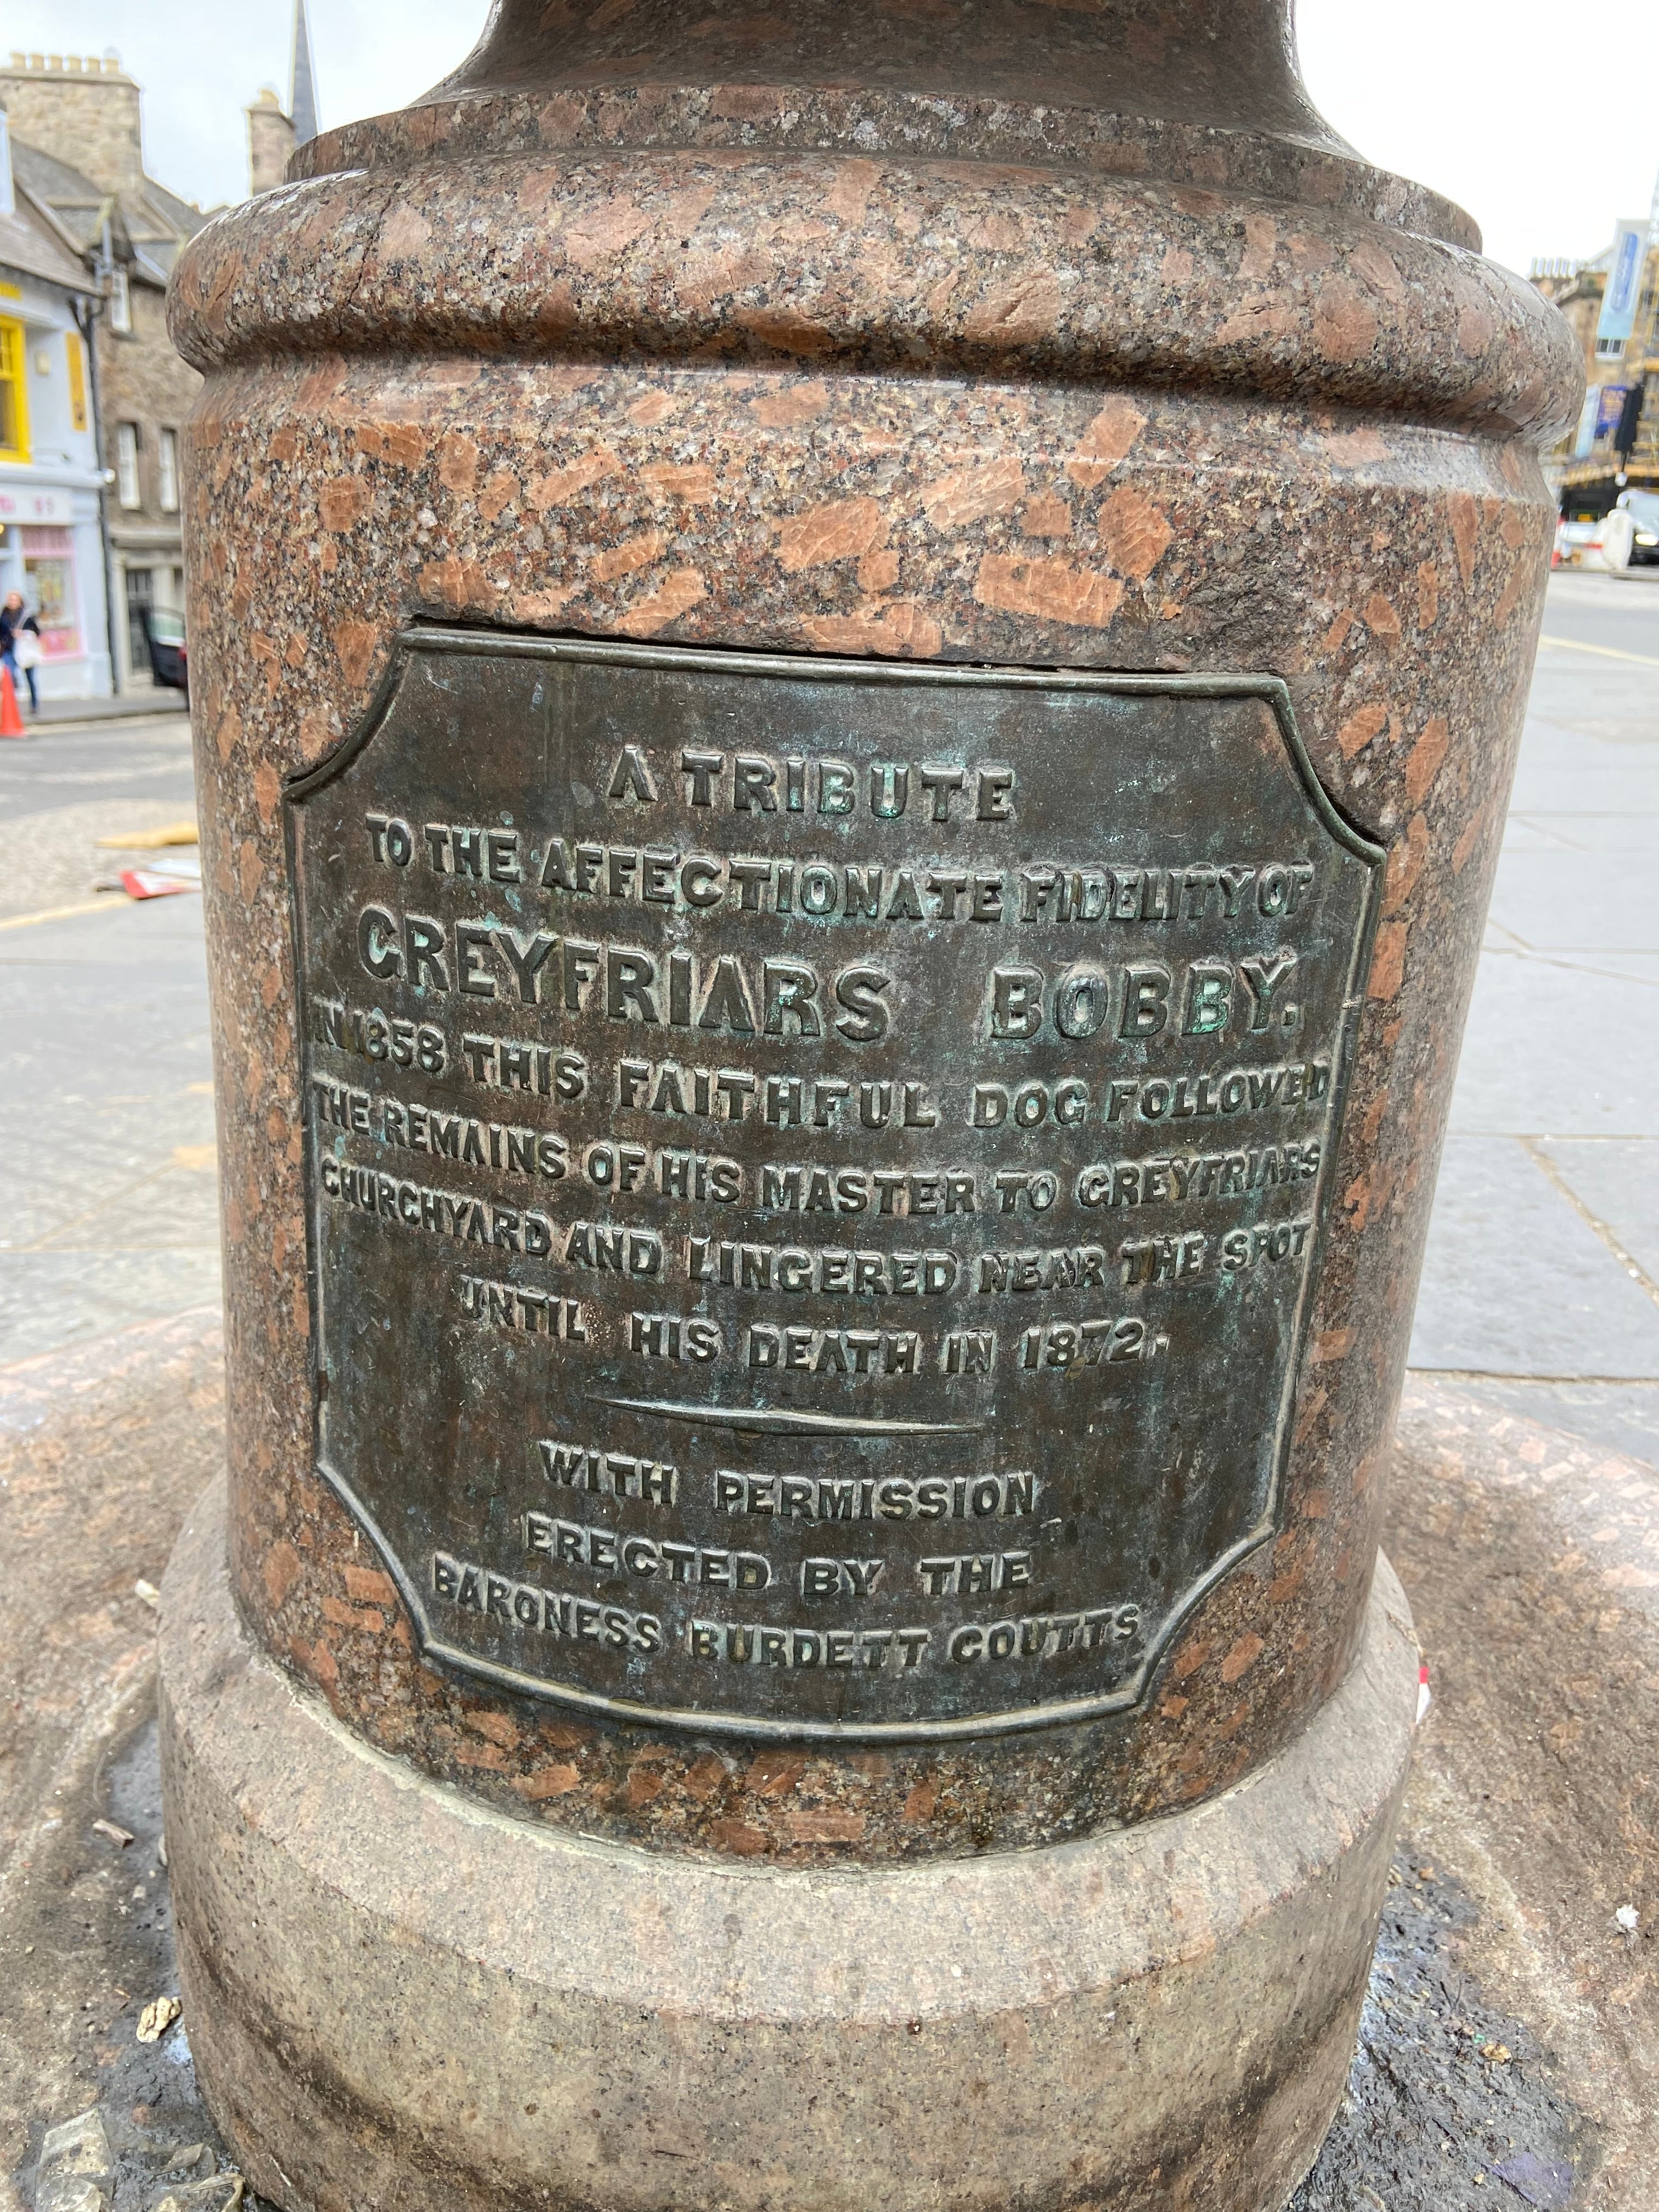 A TRIBUTE
TO THE AFFECTIONATE FIDELITY OF
GREYFRIARS BOBBY.
IN 1858 THIS FAITHFUL DOG FOLLOWED
THE REMAINS OF HIS MASTER TO GREYFRIARS
CHURCHYARD AND LINGERED NEAR THE SPOT
UNTIL HIS DEATH IN 1872.
WITH PERMISSION
ERECTED BY THE
BARONESS BURDETT COUTTS